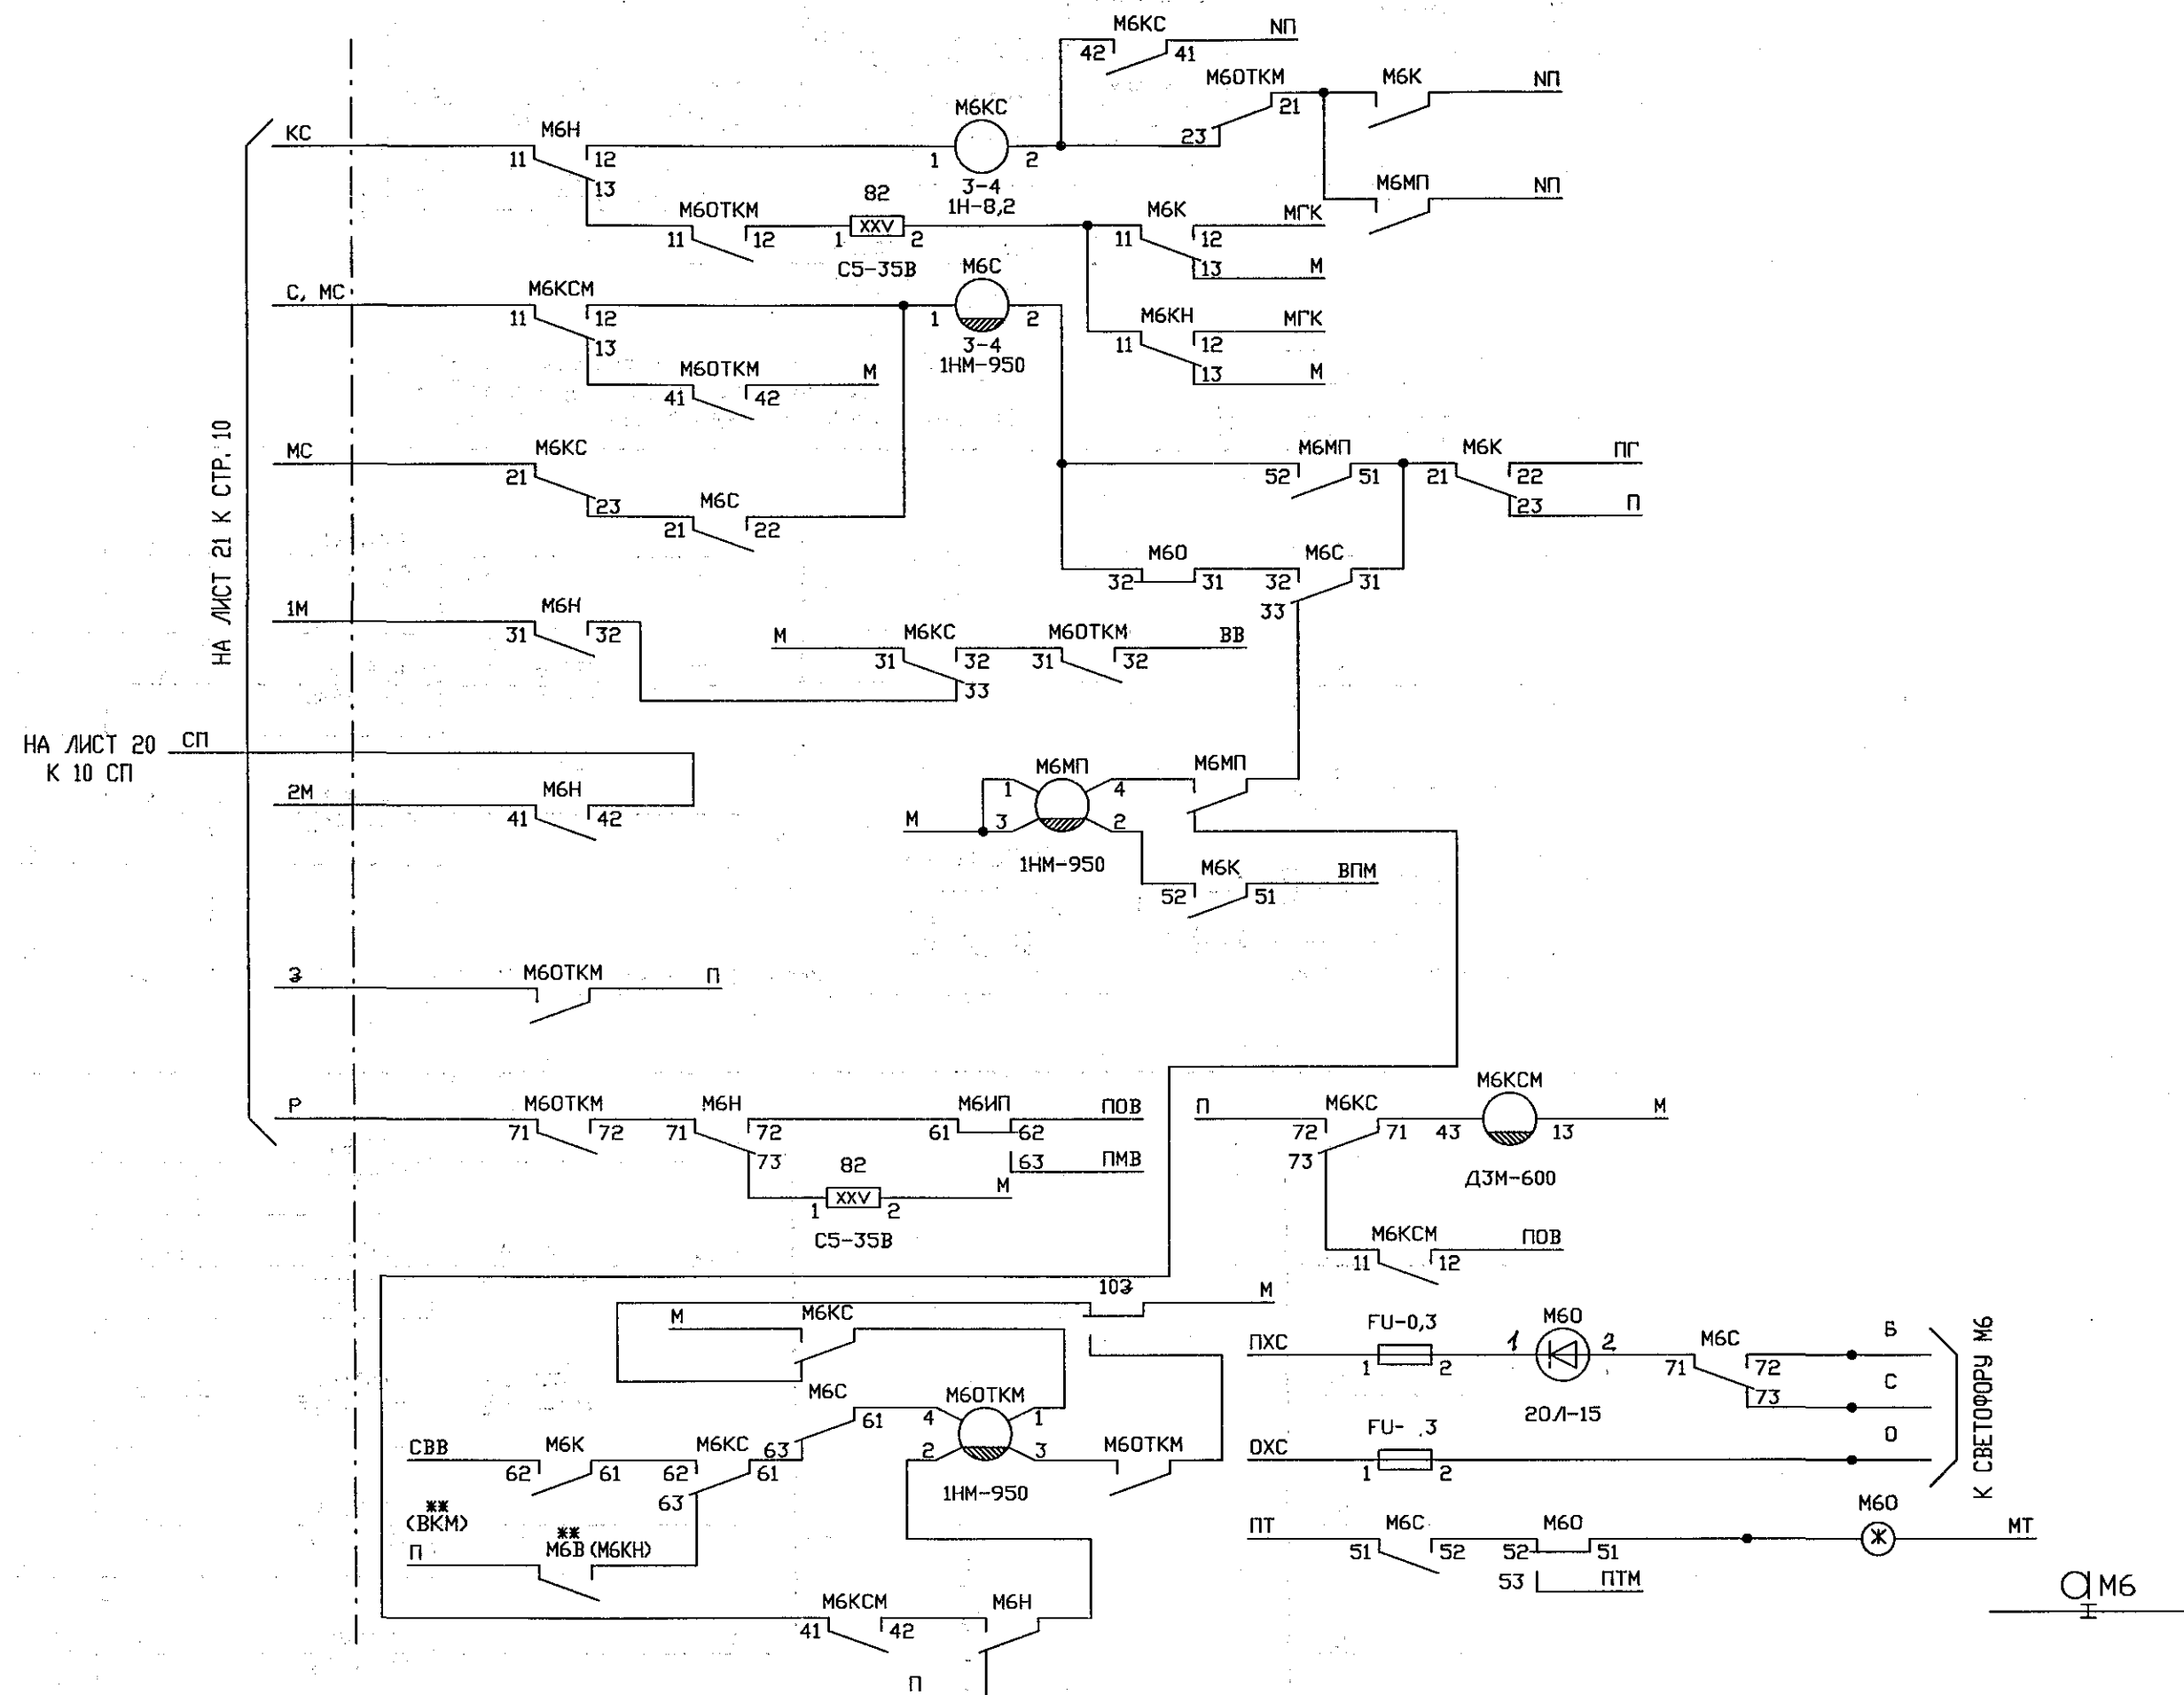 М6КС NП
42 41
М6ОТКМ М6К NП
21
23
КС М6Н М6КС
11 12 1 2
13
3-4
1Н-8,2
М6МП NП
М6ОТКМ 82 М6К МГК
11 12 1 XXV 2 11 12
С5-35В
13 М
С, МС М6КСМ М6С
11 12 1 2
13
3-4
1НМ-950
М6КН МГК
11 12
13 М
М6ОТКМ М
41 42
НА ЛИСТ 21 К СТР. 10
МС М6КС М6МП М6К ПГ
21 52 51 21 22
23 23 П
М6С
21 22
М6О М6С
32 31 32 31
33
1М М6Н
31 32
М М6КС М6ОТКМ ВВ
31 32 31 32
33
НА ЛИСТ 20 СП
К 10 СП
2М М6Н
41 42
М6МП М6МП
1 4
М 3 2
1НМ-950
М6К ВПМ
52 51
З М6ОТКМ П
Р М6ОТКМ М6Н М6ИП ПОВ
71 72 71 72 61 62
73 63 ПМВ
82 М
1 XXV 2
С5-35В
М6КСМ
П М6КС М
72 71 43 13
73
ДЗМ-600
М6КСМ ПОВ
11 12
10З М
М М6КС
М6С М6ОТКМ
61 4 1
63 2 3
М6ОТКМ
1НМ-950
СВВ М6К М6КС
62 61 62 61
63
**
(ВКМ)
**
П М6В (М6КН)
М6КСМ М6Н
41 42
П
FU-0,3 М6О
ПХС 1 2 1 2 М6С Б
71 72
73 С
20Л-15
FU- .3
ОХС 1 2 О
К СВЕТОФОРУ М6
ПТ М6С М6О М6О МТ
51 52 52 51
53 ПТМ
М6